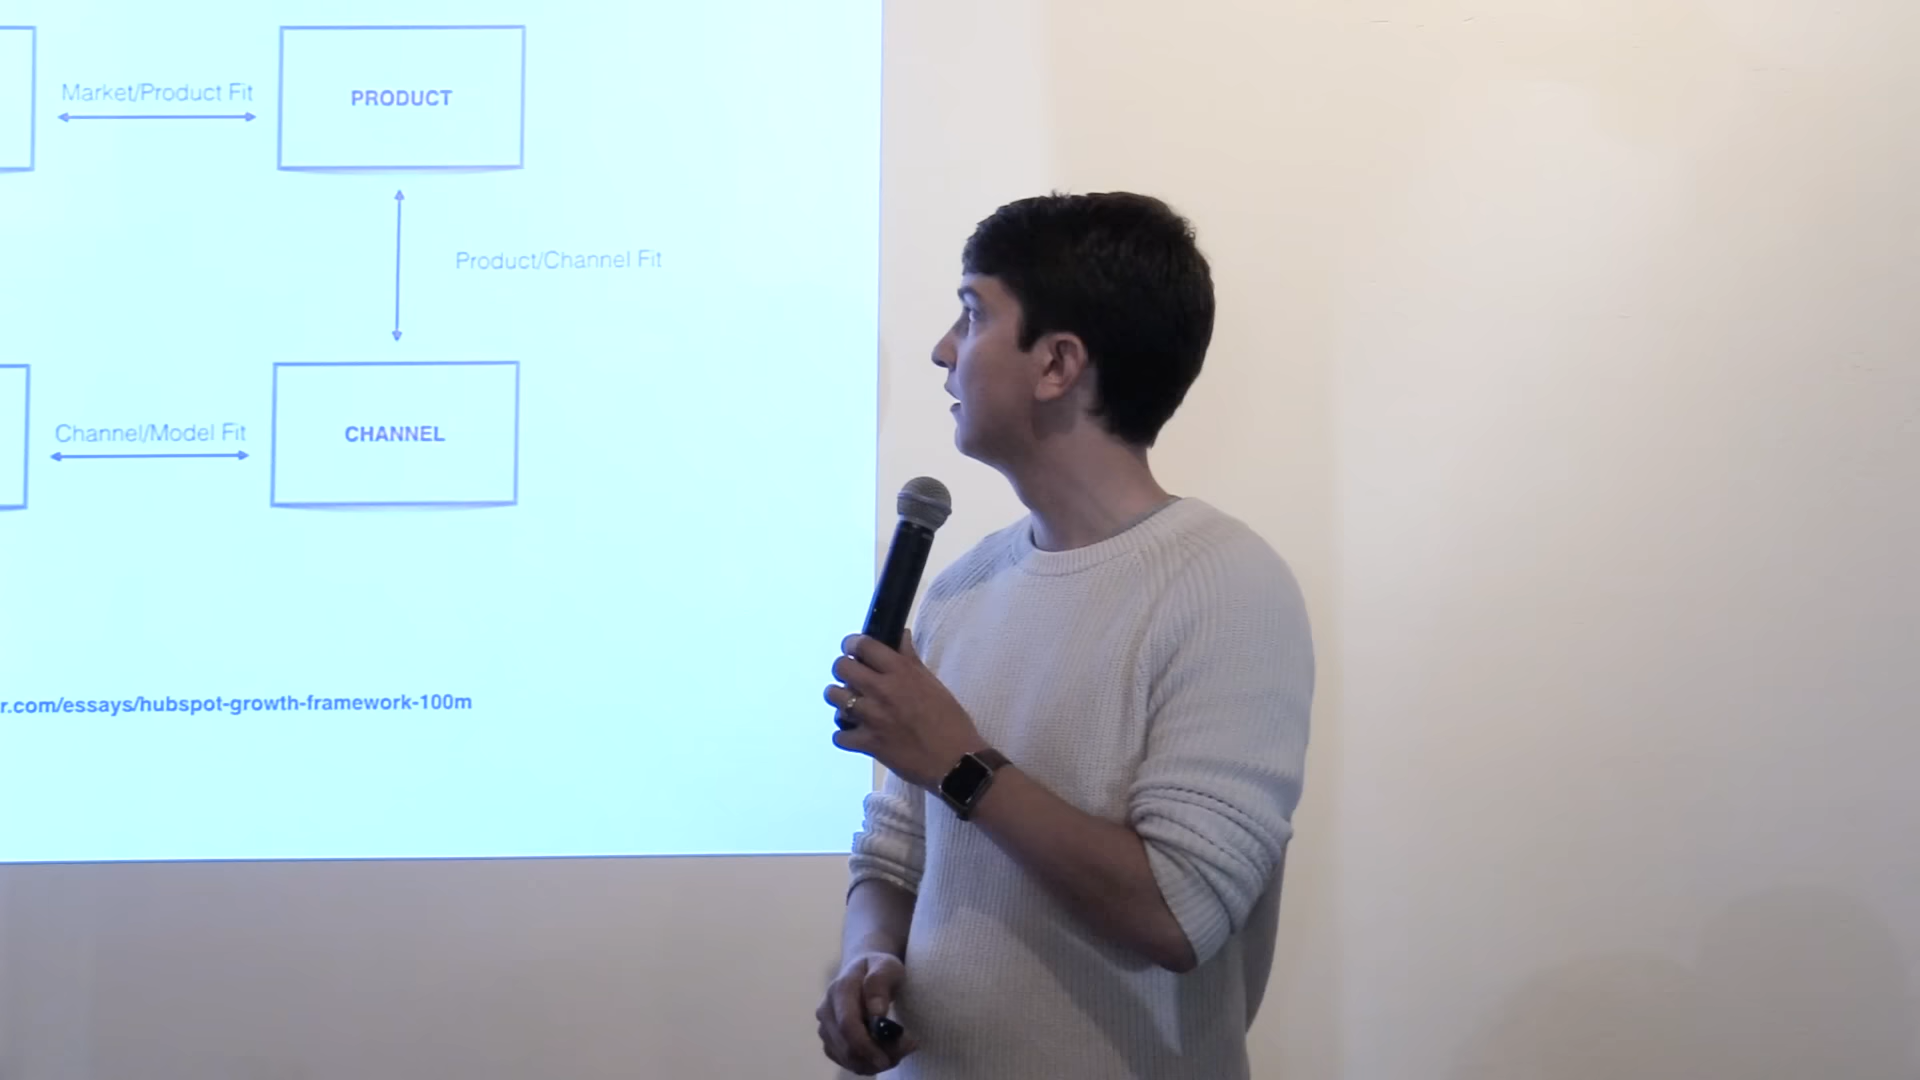 Market/Product Fit
PRODUCT
Product/Channel Fit
Channel/Model Fit
CHANNEL
r.com/essays/hubspot-growth-framework-100m